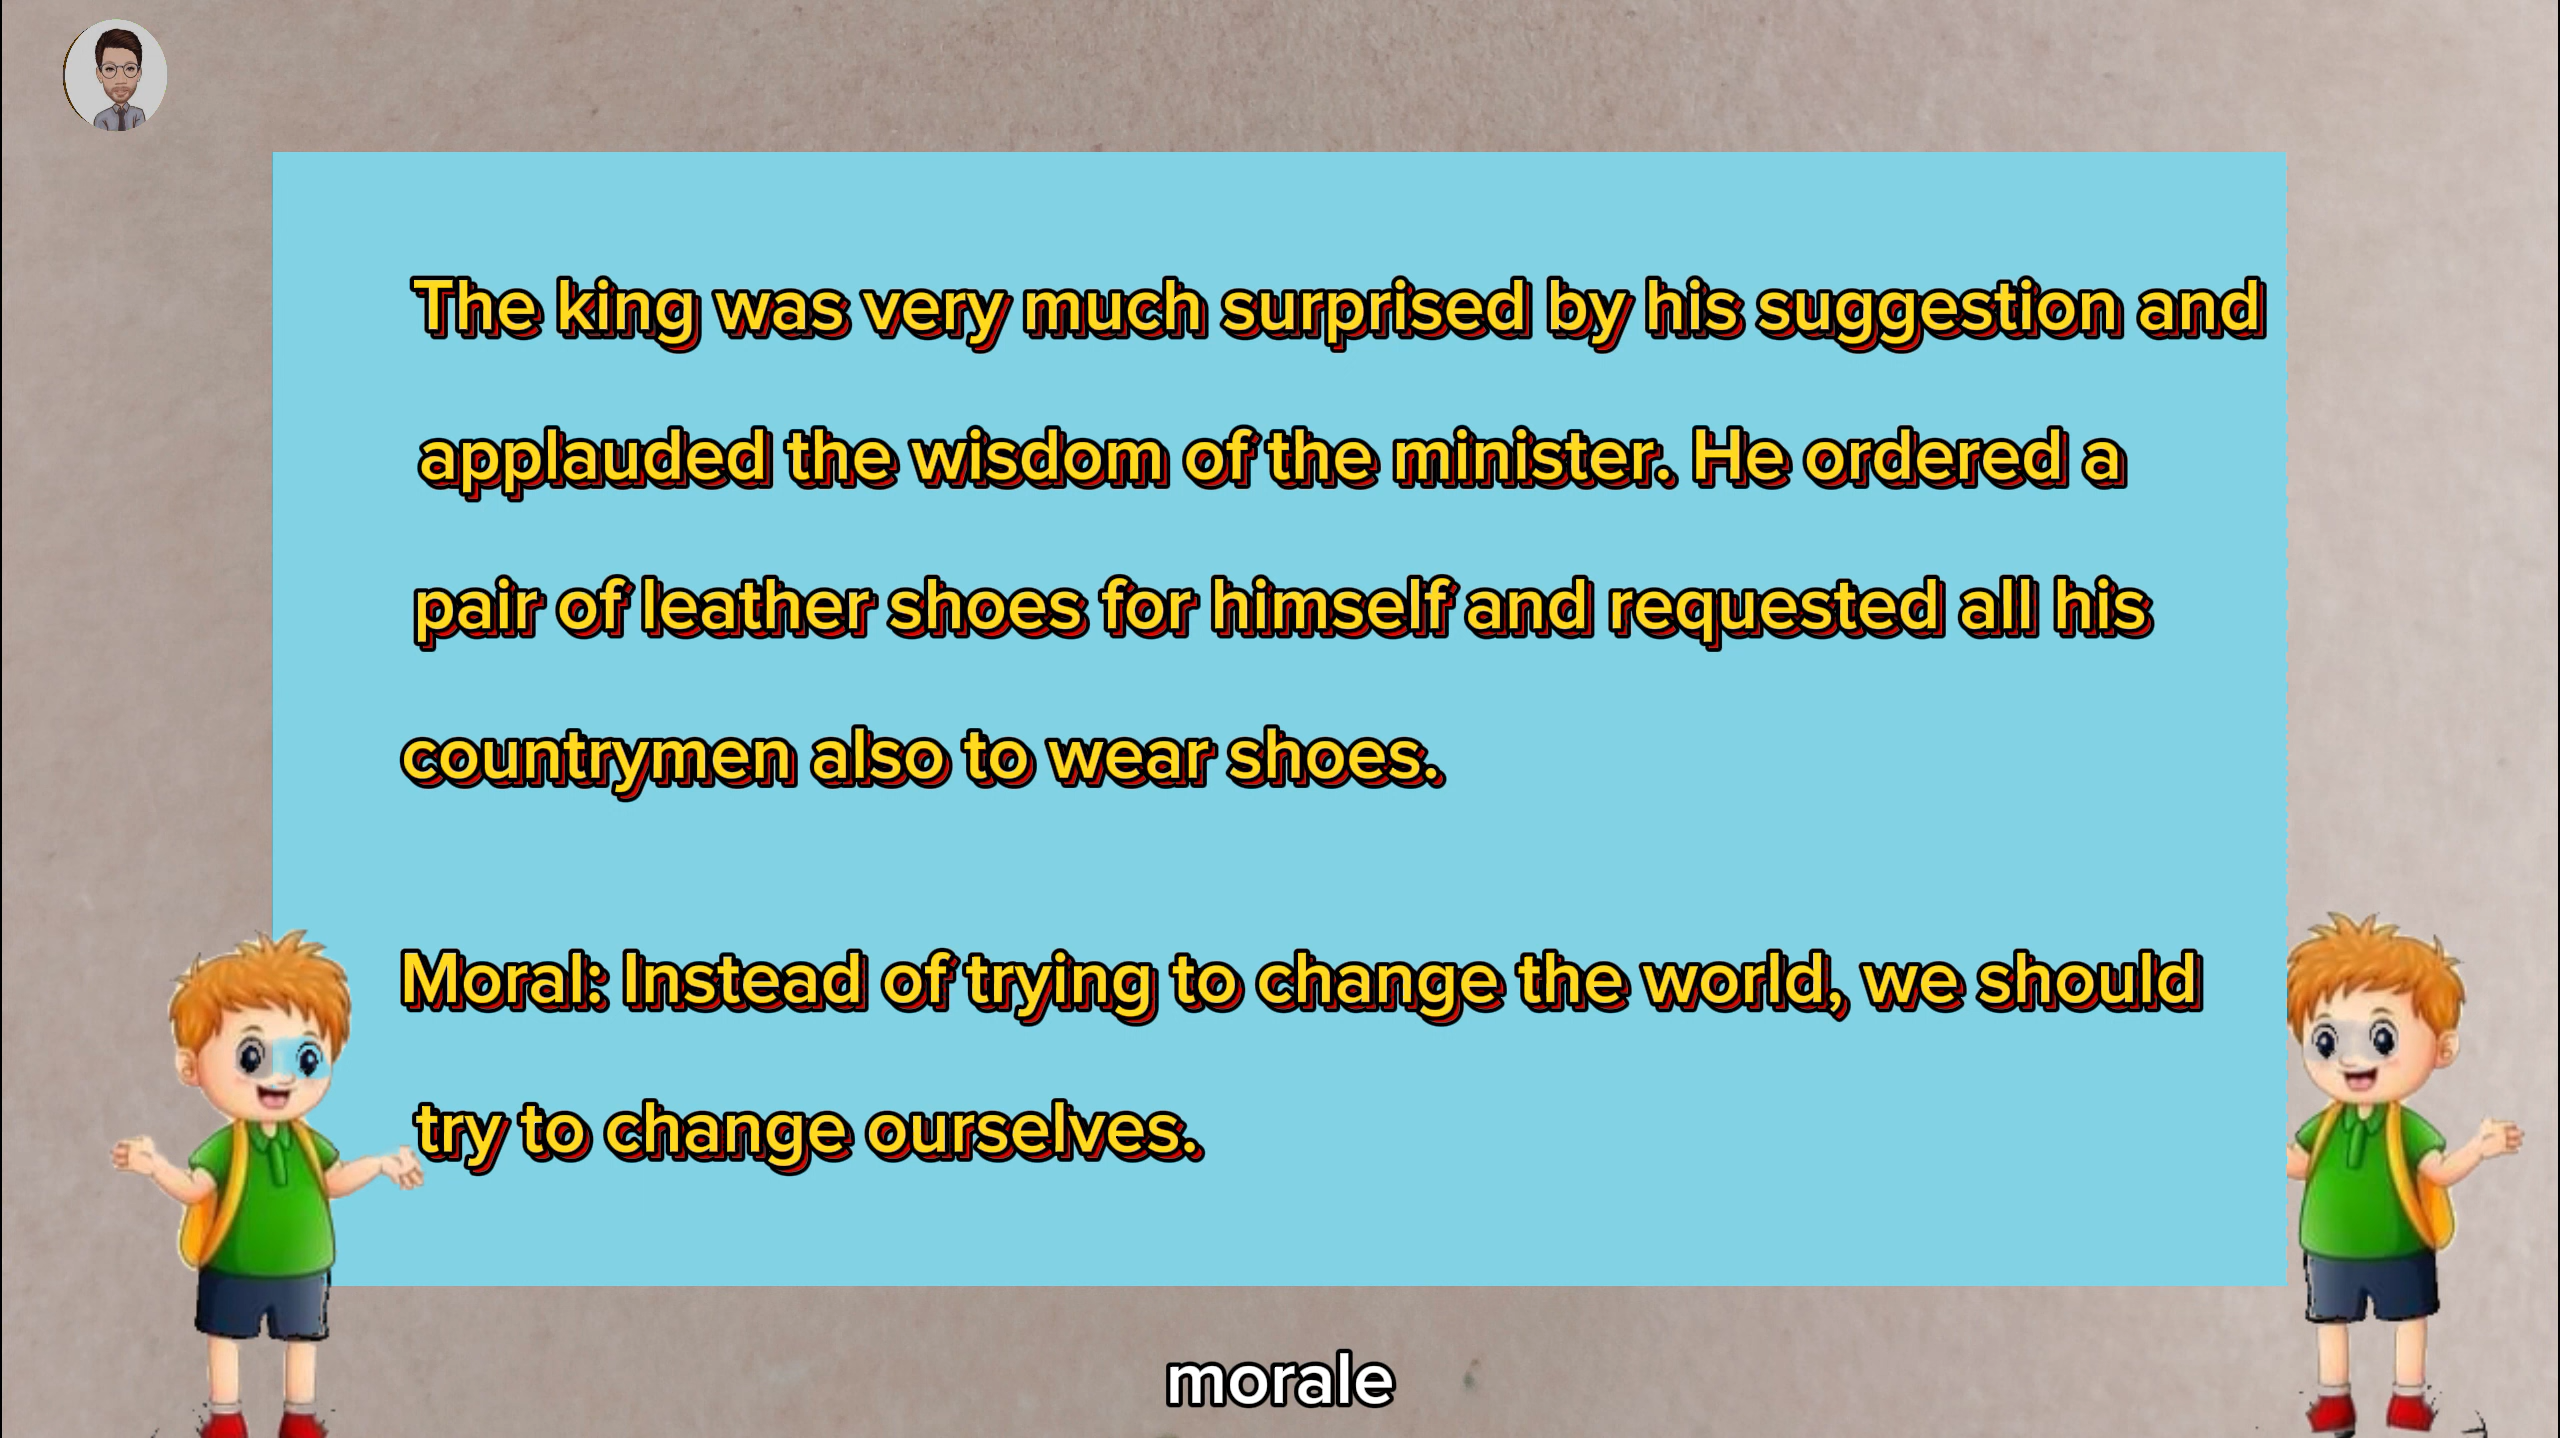 The king was very much surprised by his suggestion and
applauded the wisdom of the minister. He ordered a
pair of leather shoes for himself and requested all his
countrymen also to wear shoes.
Moral: Instead of trying to change the world, we should
try to change ourselves.
morale